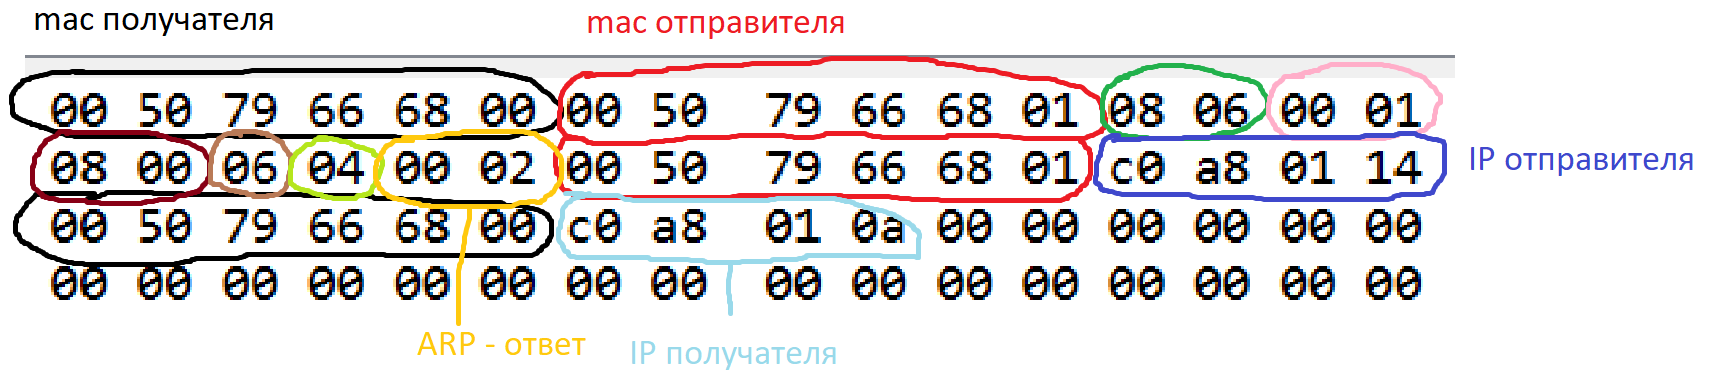 mac получателя
mac отправителя
00 50 79 66 68 00 00 50 79 66 68 01 08 06 00 01
08 00 06 04 00 02 00 50 79 66 68 01 c0 a8 01 14
IP отправителя
00 50 79 66 68 00 c0 a8 01 0a 00 00 00 00 00 00
00 00 00 00 00 00 00 00 00 00 00 00 00 00 00 00
ARP - ответ
IP получателя